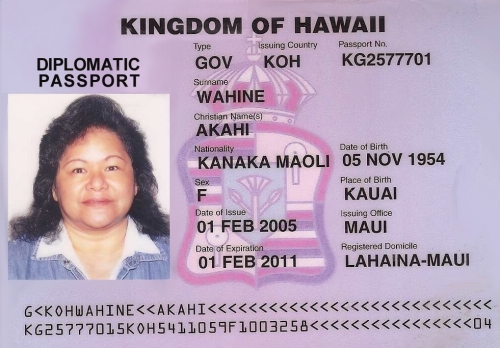 KINGDOM OF HAWAII
DIPLOMATIC
PASSPORT
Type Issuing Country Passport No.
GOV KOH KG2577701
Surname
WAHINE
Christian Name(s)
AKAHI
Nationality Date of Birth
KANAKA MAOLI 05 NOV 1954
Sex Place of Birth
F KAUAI
Date of Issue Issuing Office
01 FEB 2005 MAUI
Date of Expiration Registered Domicile
01 FEB 2011 LAHAINA-MAUI
G<KOHWAHINE<<AKAHI<<<<<<<<<<<<<<<<<<<<<<<<<<
KG25777015KOH5411059F1003258<<<<<<<<<<<<<<04